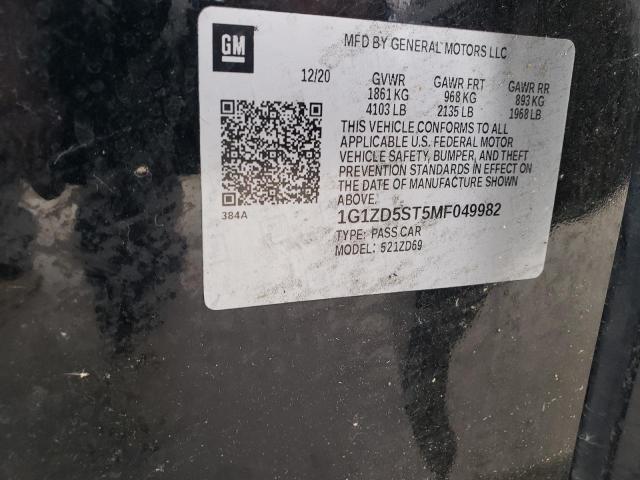 GM
MFD BY GENERAL MOTORS LLC
12/20 GVWR GAWR FRT GAWR RR
1861 KG 968 KG 893 KG
4103 LB 2135 LB 1968 LB
THIS VEHICLE CONFORMS TO ALL
APPLICABLE U.S. FEDERAL MOTOR
VEHICLE SAFETY, BUMPER, AND THEFT
PREVENTION STANDARDS IN EFFECT ON
THE DATE OF MANUFACTURE SHOWN
ABOVE.
384A
1G1ZD5ST5MF049982
TYPE: PASS CAR
MODEL: 521ZD69